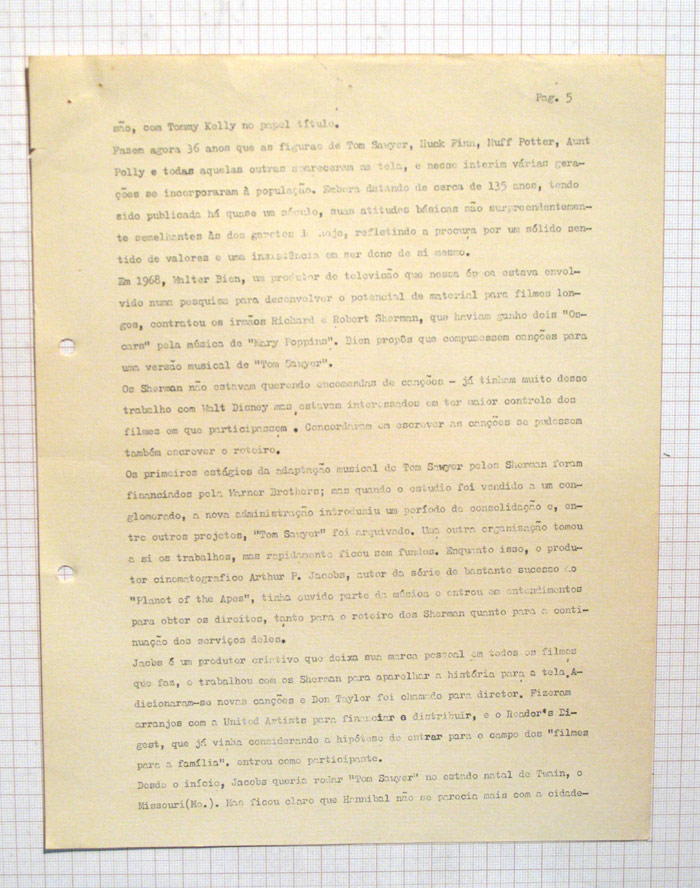 Pag. 5
mão, com Tommy Kelly no papel título.
Fazem agora 36 anos que as figuras de Tom Sawyer, Huck Finn, Muff Potter, Aunt
Polly e todas aquelas outras apareceram na tela, e nesse interim várias gera-
ções se incorporaram à população. Embora datando de cerca de 135 anos, tendo
sido publicada há quase um século, suas atitudes básicas são surpreendentemen-
te semelhantes às dos garotos de hoje, refletindo a procura por um sólido sen-
tido de valores e uma insistência em ser dono de si mesmo.
Em 1968, Walter Bien, um produtor de televisão que nessa época estava envol-
vido numa pesquisa para desenvolver o potencial de material para filmes lon-
gos, contratou os irmãos Richard e Robert Sherman, que haviam ganho dois "Os-
cars" pela música de "Mary Poppins". Bien propôs que compusessem canções para
uma versão musical de "Tom Sawyer".
Os Sherman não estavam querendo encomendas de canções - já tinham muito desse
trabalho com Walt Disney mas estavam interessados em ter maior controle dos
filmes em que participassem. Concordaram em escrever as canções se pudessem
também escrever o roteiro.
Os primeiros estágios da adaptação musical de Tom Sawyer pelos Sherman foram
financiados pela Warner Brothers; mas quando o estudio foi vendido a um con-
glomerado, a nova administração introduziu um período de consolidação e, en-
tre outros projetos, "Tom Sawyer" foi arquivado. Uma outra organização tomou
a si os trabalhos, mas rapidamente ficou sem fundos. Enquanto isso, o produ-
tor cinematografico Arthur P. Jacobs, autor da série de bastante sucesso do
"Planet of the Apes", tinha ouvido parte da música e entrou em entendimentos
para obter os direitos, tanto para o roteiro dos Sherman quanto para a conti-
nuação dos serviços deles.
Jacbs é um produtor criativo que deixa sua marca pessoal em todos os filmes
que faz, e trabalhou com os Sherman para aparelhar a história para a tela. A-
dicionaram-se novas canções e Don Taylor foi chamado para diretor. Fizeram
arranjos com a United Artists para financiar e distribuir, e o Reader's Di-
gest, que já vinha considerando a hipótese de entrar para o campo dos "filmes
para a família", entrou como participante.
Desde o início, Jacobs queria rodar "Tom Sawyer" no estado natal de Twain, o
Missouri(Mo.). Mas ficou claro que Hannibal não se parecia mais com a cidade-